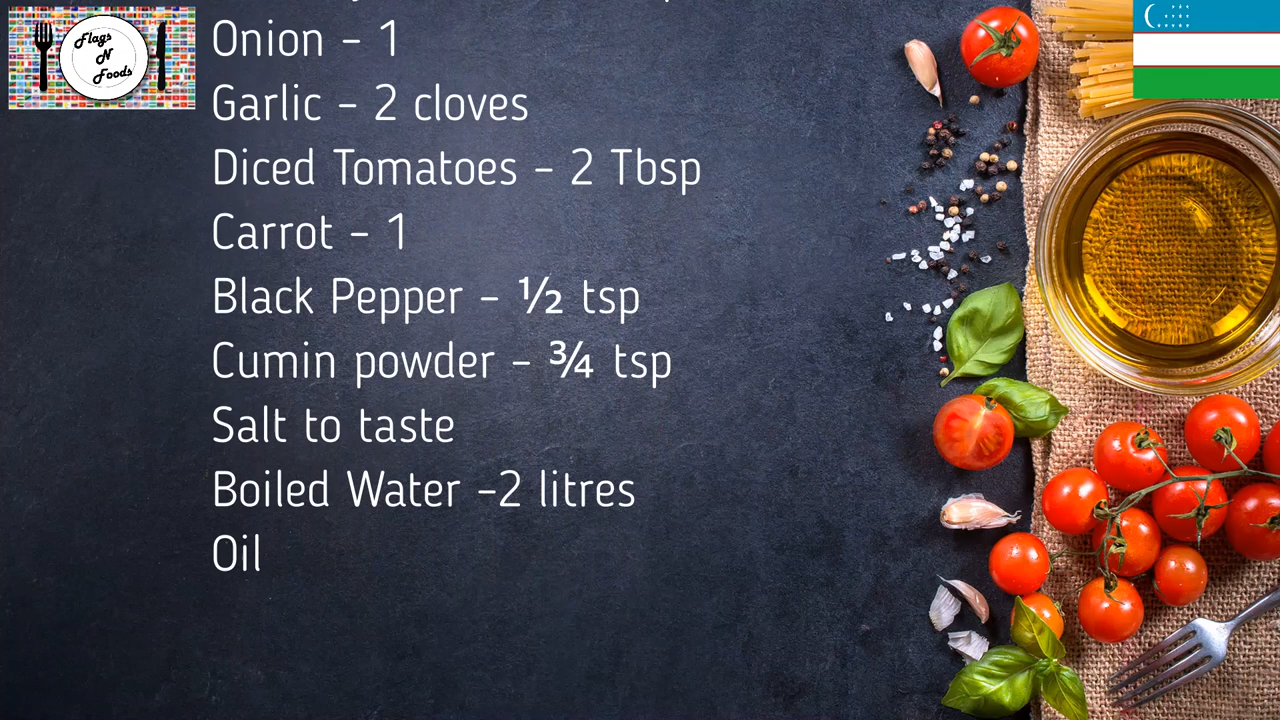 Flags
N
Foods
Onion – 1
Garlic – 2 cloves
Diced Tomatoes – 2 Tbsp
Carrot – 1
Black Pepper – ½ tsp
Cumin powder – ¾ tsp
Salt to taste
Boiled Water –2 litres
Oil